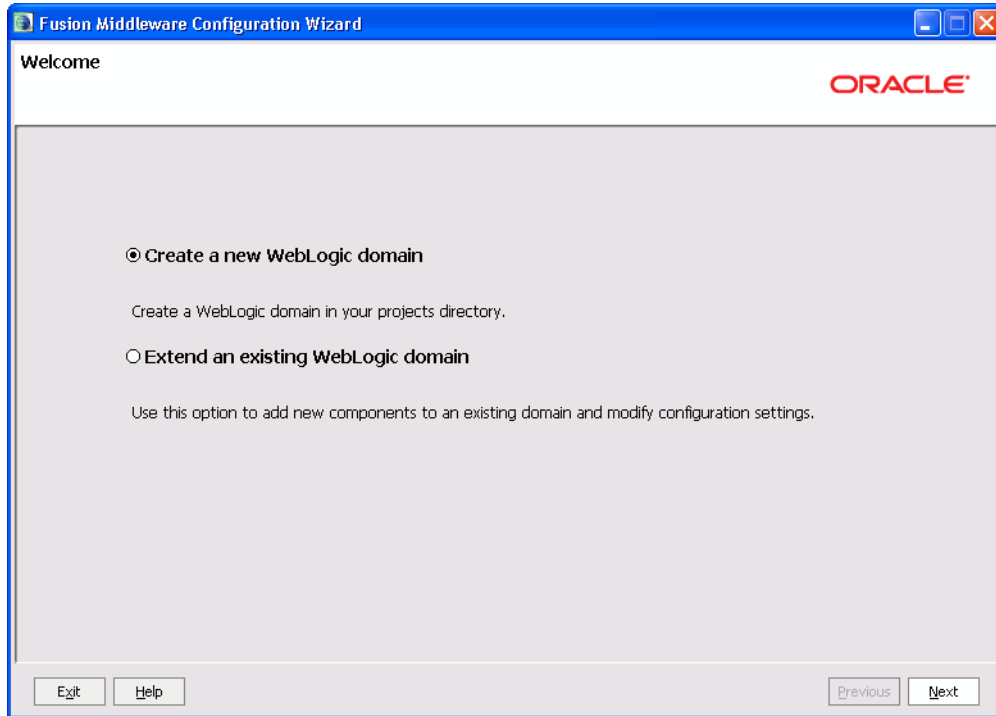 Fusion Middleware Configuration Wizard
Welcome
ORACLE
Create a new WebLogic domain
Create a WebLogic domain in your projects directory.
Extend an existing WebLogic domain
Use this option to add new components to an existing domain and modify configuration settings.
Exit Help Previous Next